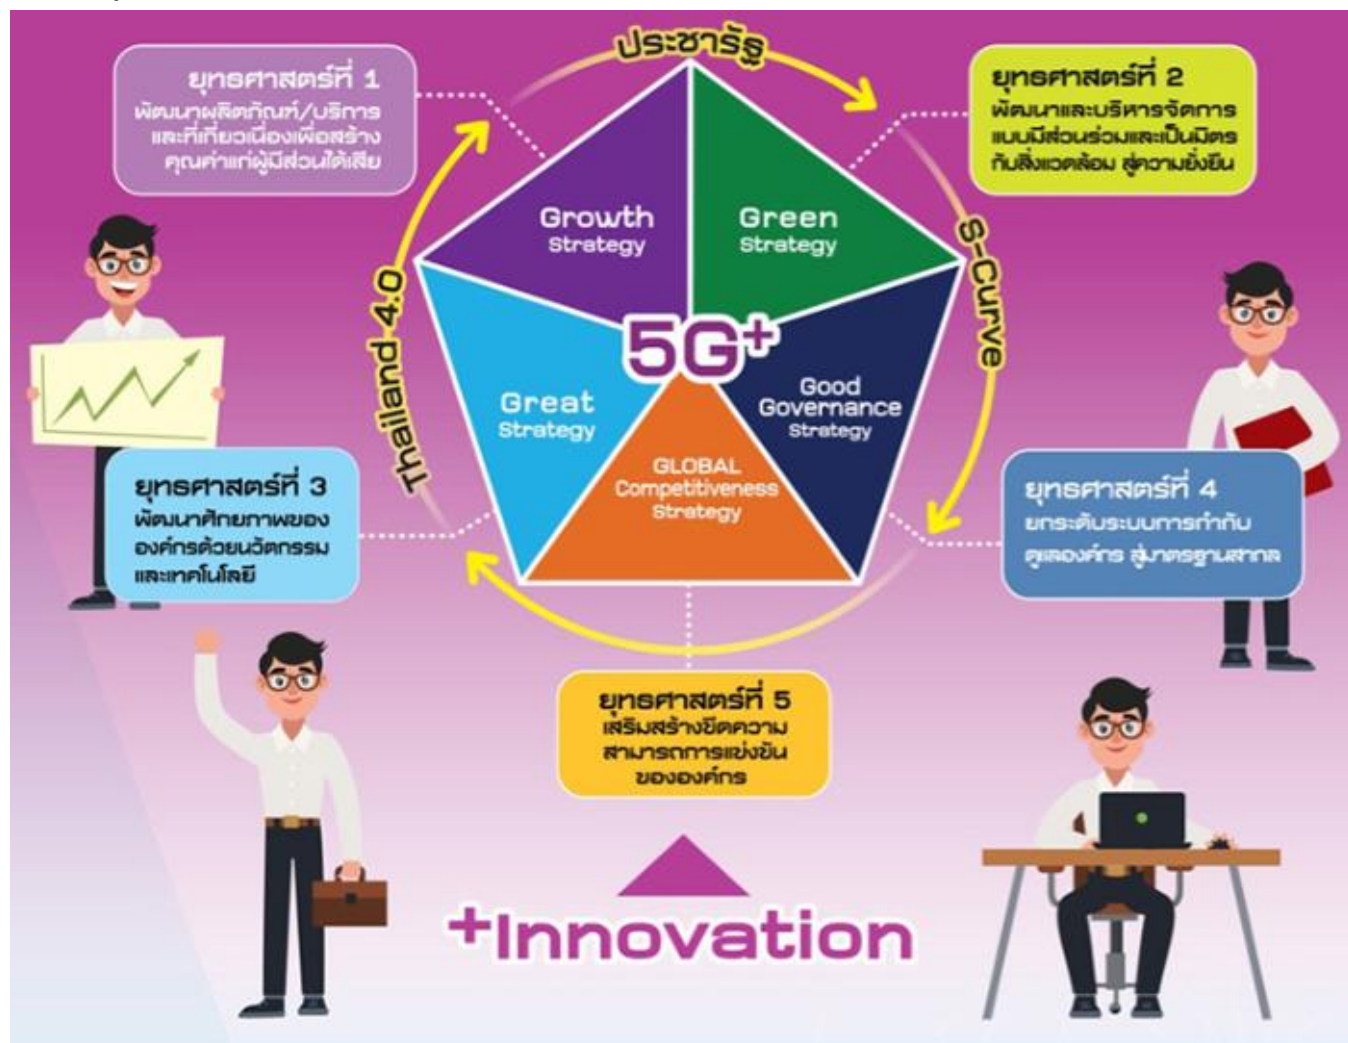 ประชารัฐ
ยุทธศาสตร์ที่ 1
พัฒนาผลิตภัณฑ์/บริการ
และที่เกี่ยวเนื่องเพื่อสร้าง
คุณค่าแก่ผู้มีส่วนได้เสีย
ยุทธศาสตร์ที่ 2
พัฒนาและบริหารจัดการ
แบบมีส่วนร่วมและเป็นมิตร
กับสิ่งแวดล้อม สู่ความยั่งยืน
Growth
Strategy
Green
Strategy
S-Curve
Thailand 4.0
5G+
Great
Strategy
Good
Governance
Strategy
GLOBAL
Competitiveness
Strategy
ยุทธศาสตร์ที่ 3
พัฒนาศักยภาพของ
องค์กรด้วยนวัตกรรม
และเทคโนโลยี
ยุทธศาสตร์ที่ 4
ยกระดับระบบการกำกับ
ดูแลองค์กร สู่มาตรฐานสากล
ยุทธศาสตร์ที่ 5
เสริมสร้างขีดความ
สามารถการแข่งขัน
ขององค์กร
+Innovation